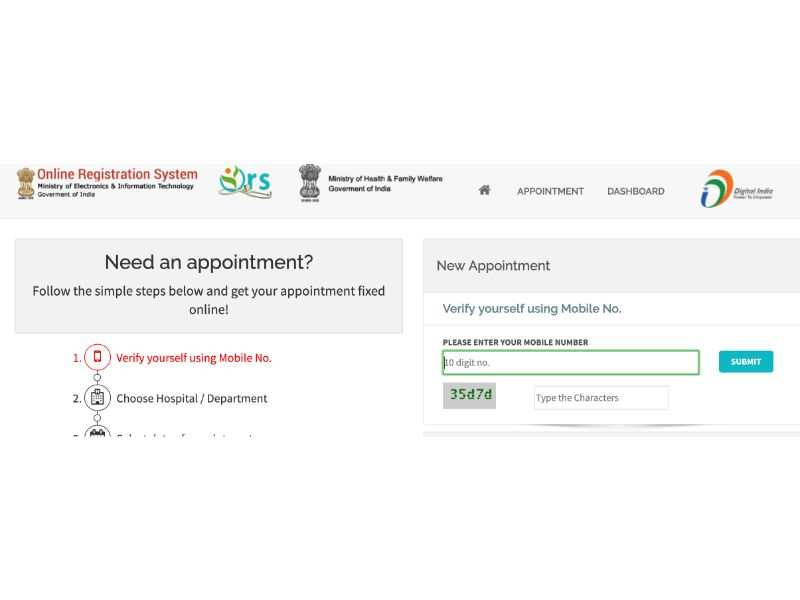 Online Registration System
Ministry of Electronics & Information Technology
Goverment of India
Ors
Ministry of Health & Family Welfare
Goverment of India
APPOINTMENT
DASHBOARD
Digital India
Power To Empower
Need an appointment?
Follow the simple steps below and get your appointment fixed
online!
1. Verify yourself using Mobile No.
2. Choose Hospital / Department
New Appointment
Verify yourself using Mobile No.
PLEASE ENTER YOUR MOBILE NUMBER
10 digit no.
SUBMIT
35d7d
Type the Characters